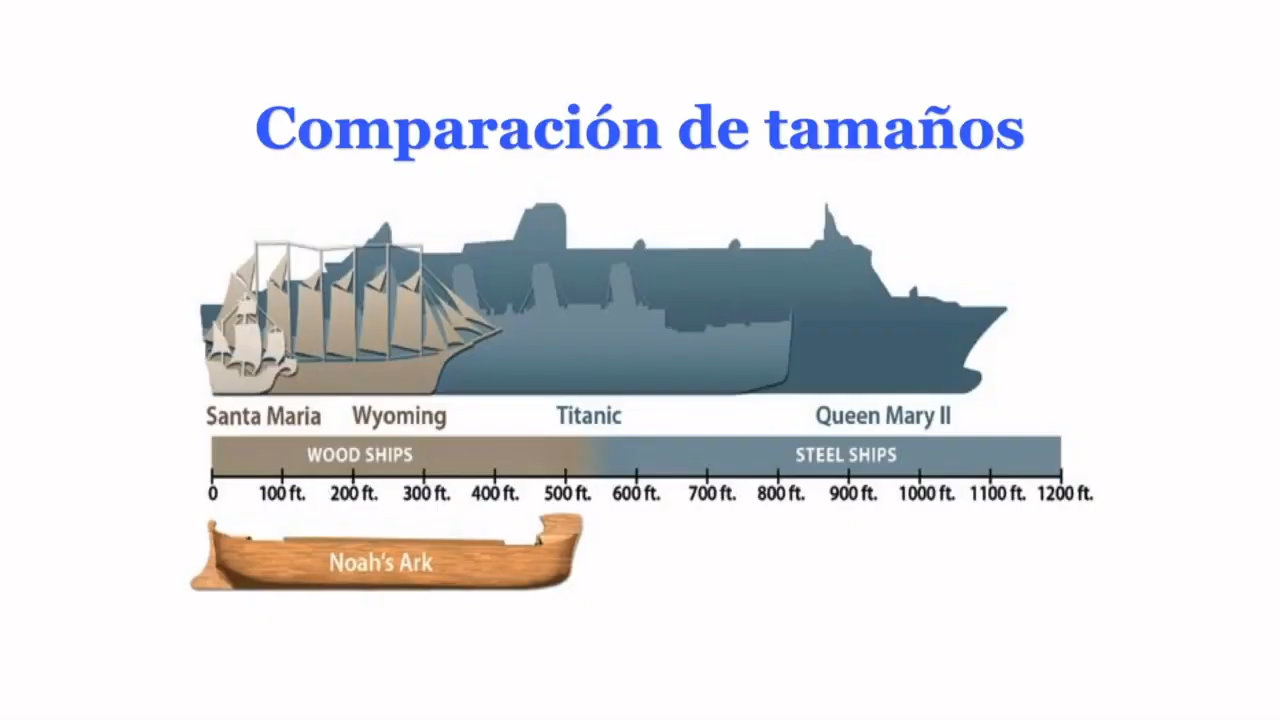 Comparación de tamaños
Santa Maria Wyoming Titanic Queen Mary II
WOOD SHIPS STEEL SHIPS
0 100 ft. 200 ft. 300 ft. 400 ft. 500 ft. 600 ft. 700 ft. 800 ft. 900 ft. 1000 ft. 1100 ft. 1200 ft.
Noah's Ark